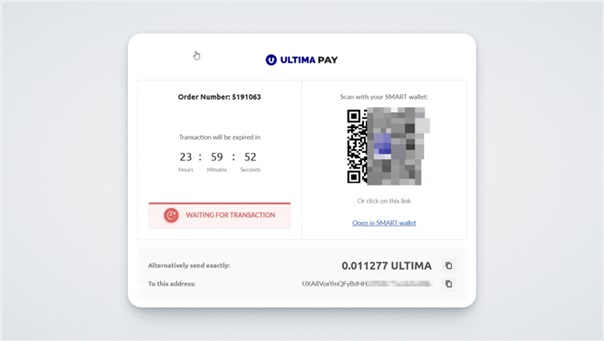 ULTIMA PAY
Order Number: 5191063
Transaction will be expired in
23 : 59 : 52
Hours Minutes Seconds
WAITING FOR TRANSACTION
Scan with your SMART wallet:
Or click on this link
Open in SMART wallet
Alternatively send exactly:
0.011277 ULTIMA
To this address: